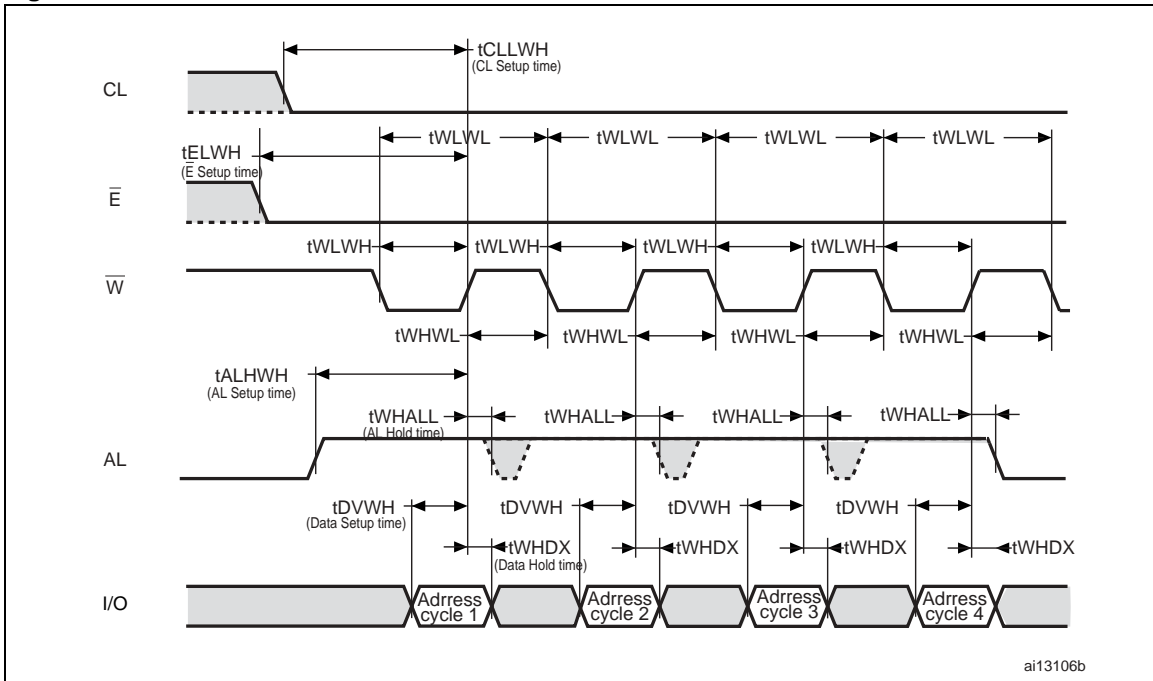 tCLLWH
(CL Setup time)
CL
tWLWL tWLWL tWLWL tWLWL
tELWH
(E Setup time)
E
tWLWH tWLWH tWLWH tWLWH
W
tWHWL tWHWL tWHWL tWHWL
tALHWH
(AL Setup time)
tWHALL tWHALL tWHALL tWHALL
(AL Hold time)
AL
tDVWH tDVWH tDVWH tDVWH
(Data Setup time)
tWHDX tWHDX tWHDX tWHDX
(Data Hold time)
I/O
Adrress Adrress Adrress Adrress
cycle 1 cycle 2 cycle 3 cycle 4
ai13106b